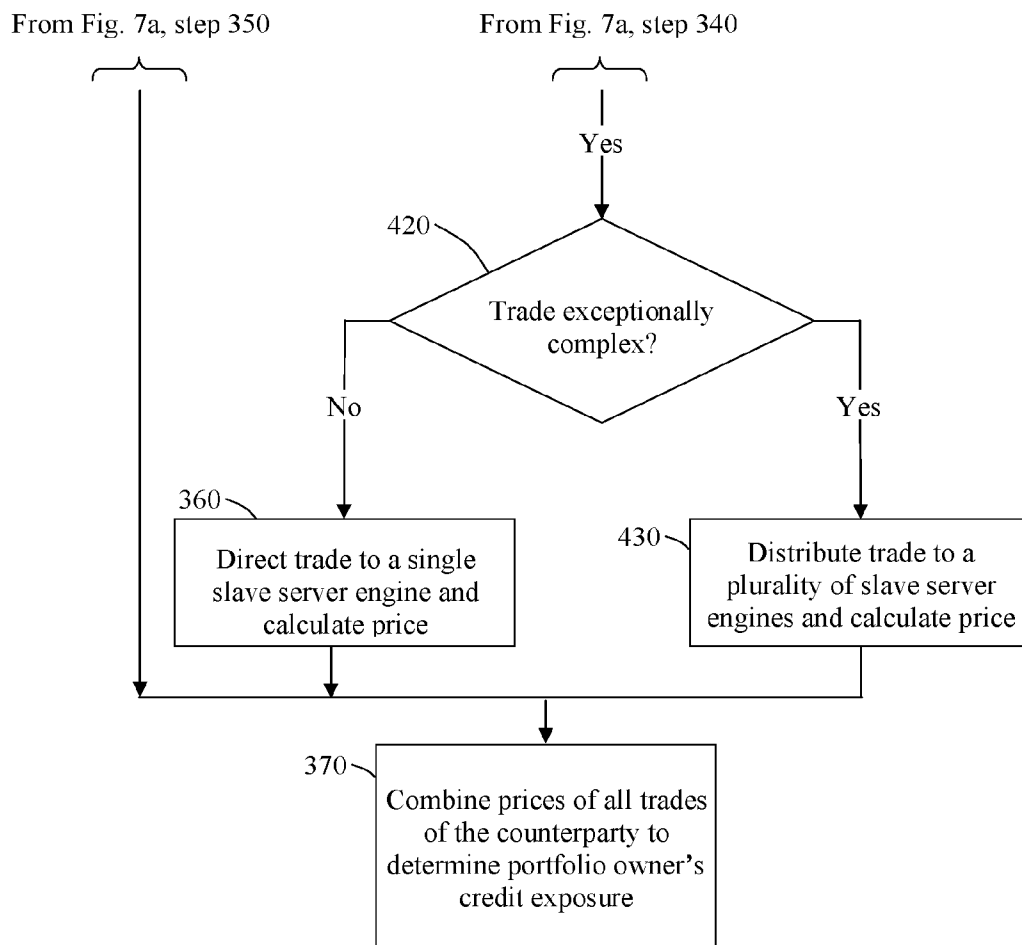 From Fig. 7a, step 350
From Fig. 7a, step 340
Yes
420
Trade exceptionally
complex?
No
Yes
360
Direct trade to a single
slave server engine and
calculate price
430
Distribute trade to a
plurality of slave server
engines and calculate price
370
Combine prices of all trades
of the counterparty to
determine portfolio owner's
credit exposure